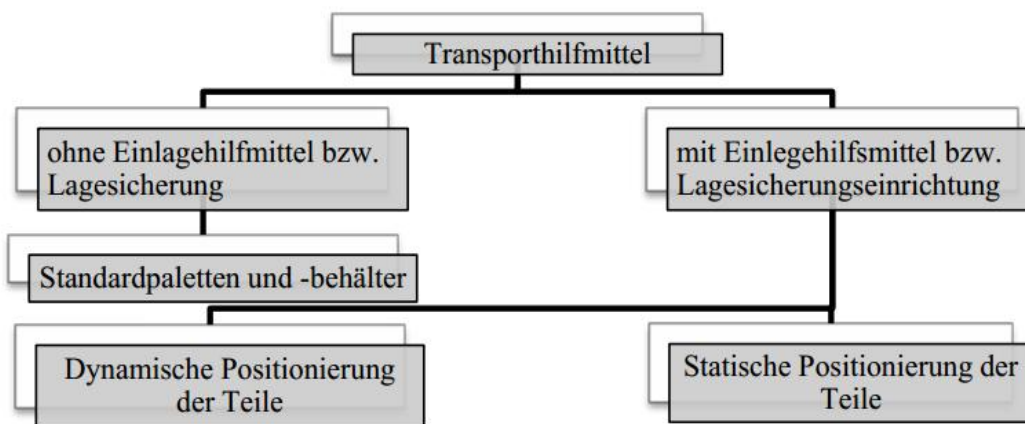 Transporthilfmittel
ohne Einlagehilfmittel bzw.
Lagesicherung
mit Einlegehilfsmittel bzw.
Lagesicherungseinrichtung
Standardpaletten und -behälter
Dynamische Positionierung
der Teile
Statische Positionierung der
Teile